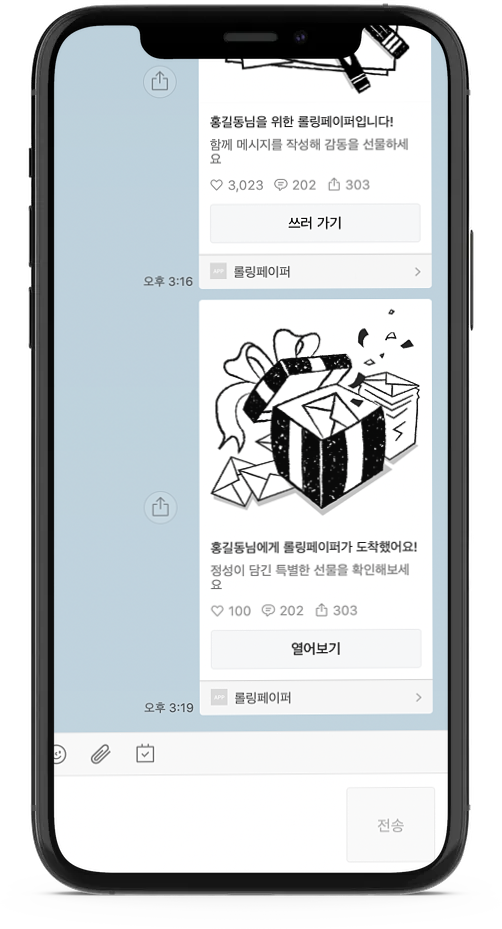 홍길동님을 위한 롤링페이퍼입니다!
함께 메시지를 작성해 감동을 선물하세
요
3,023 202 303
쓰러 가기
APP 롤링페이퍼
오후 3:16
홍길동님에게 롤링페이퍼가 도착했어요!
정성이 담긴 특별한 선물을 확인해보세
요
100 202 303
열어보기
APP 롤링페이퍼
오후 3:19
전송